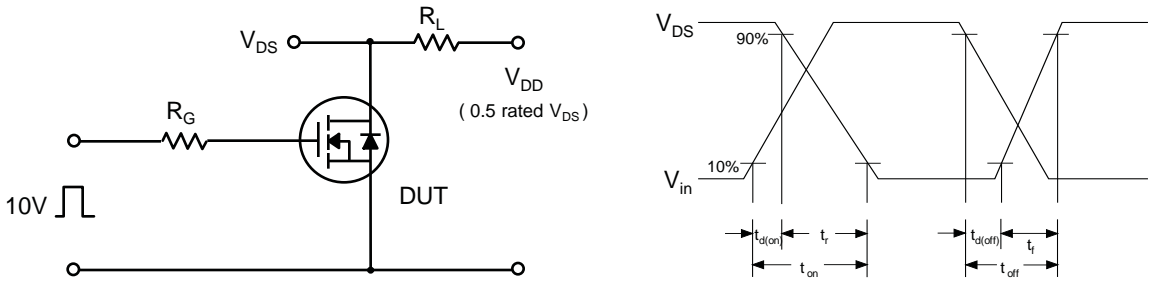 V_DS
R_L
V_DD
( 0.5 rated V_DS )
R_G
10V
DUT
V_DS
90%
10%
V_in
t_d(on)
t_r
t_on
t_d(off)
t_f
t_off